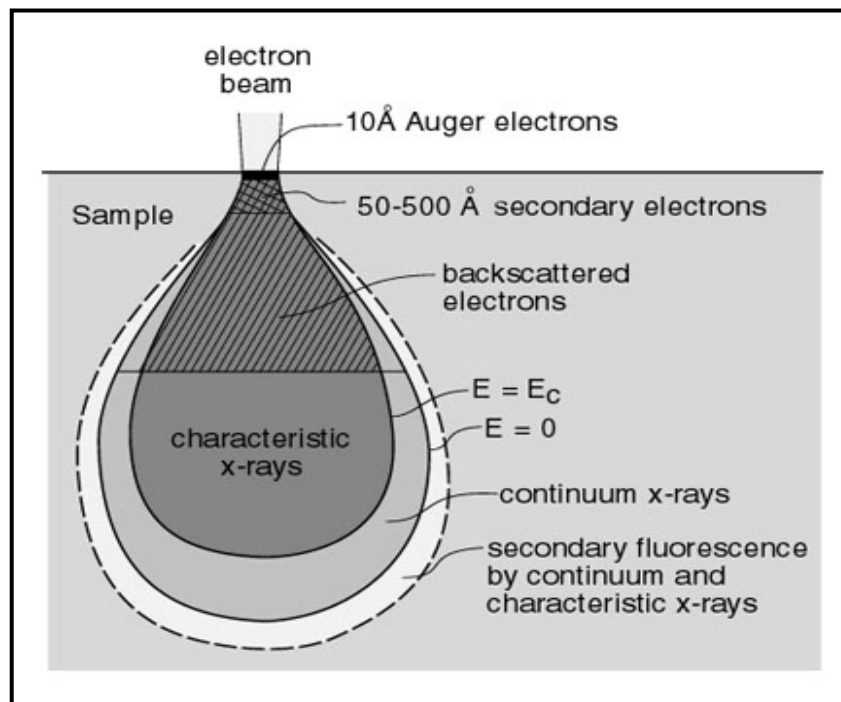 electron
beam
10Å Auger electrons
Sample
50-500 Å secondary electrons
backscattered
electrons
E = Ec
E = 0
characteristic
x-rays
continuum x-rays
secondary fluorescence
by continuum and
characteristic x-rays